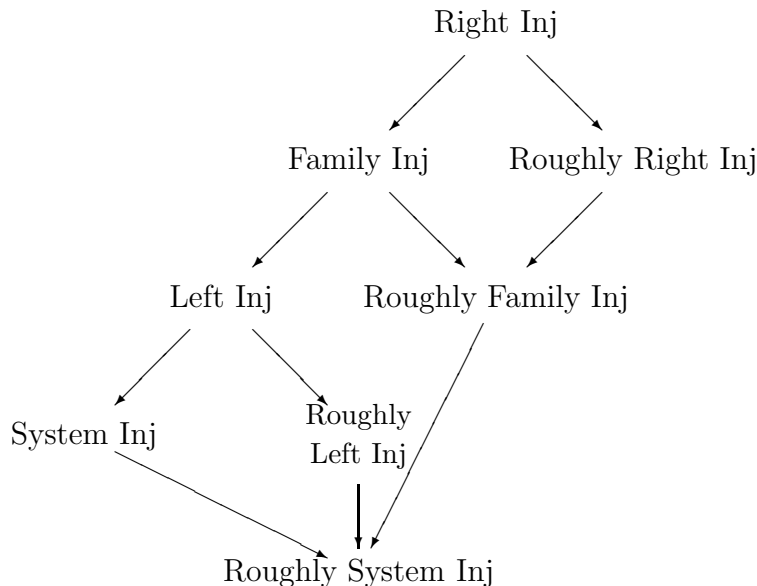 Right Inj
Family Inj
Roughly Right Inj
Left Inj
Roughly Family Inj
Roughly
System Inj
Left Inj
Roughly System Inj